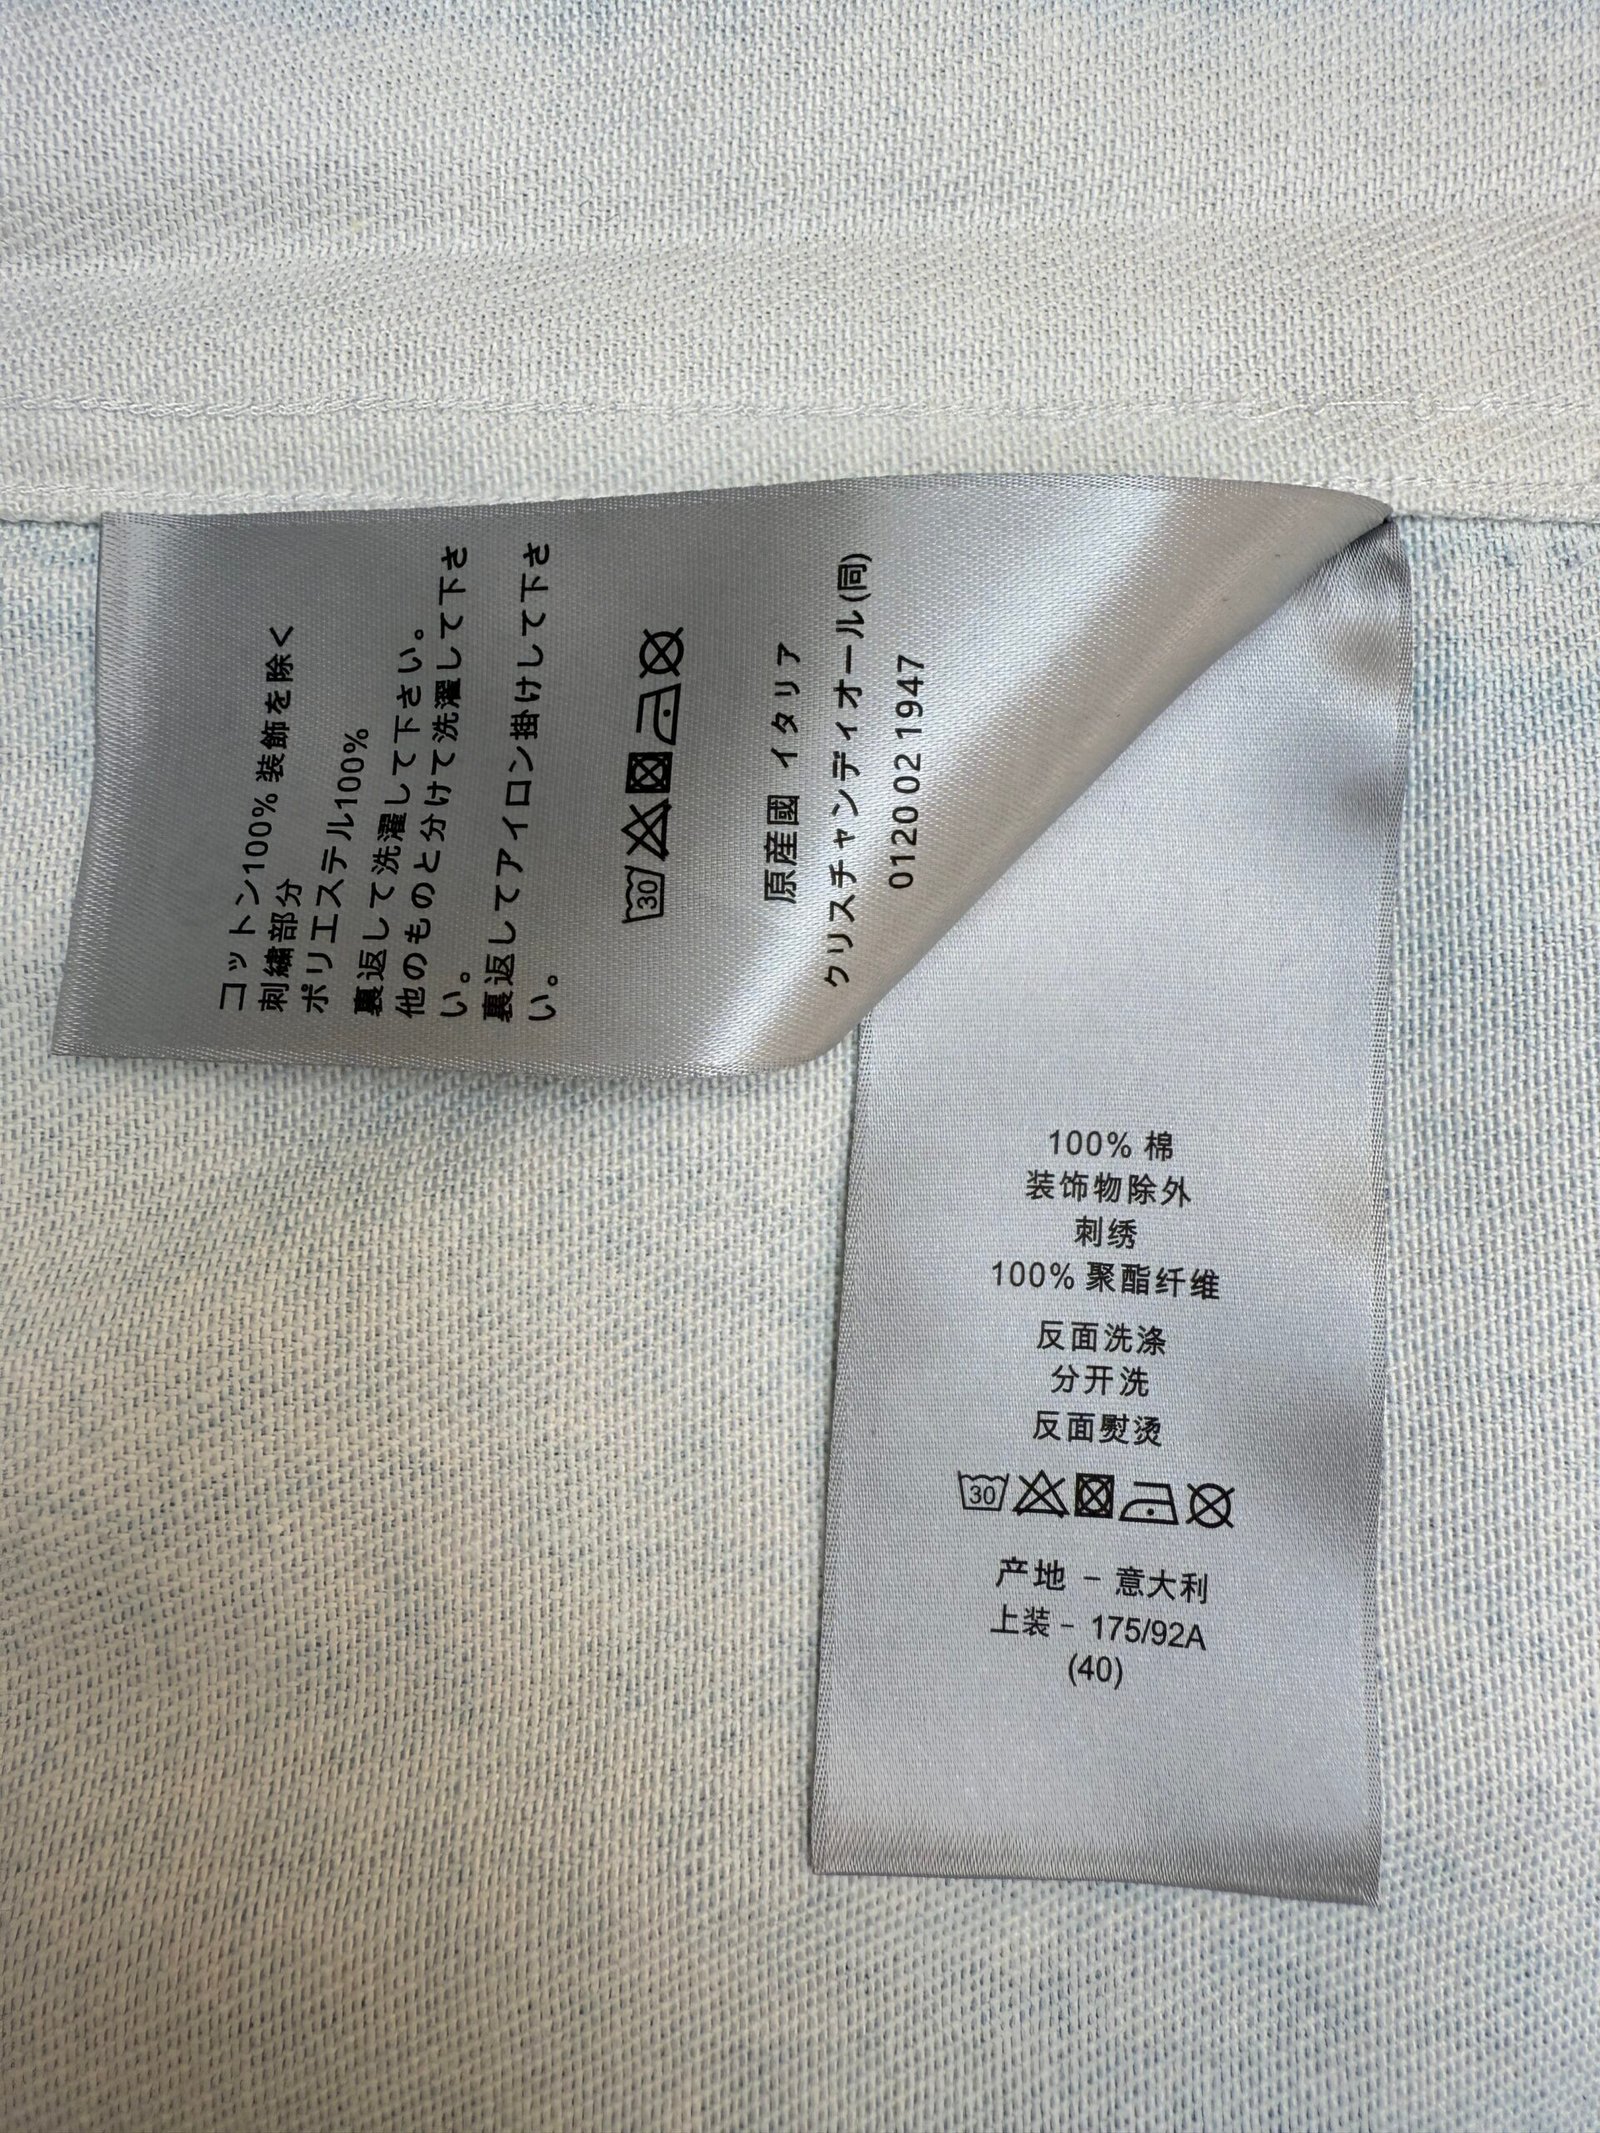 コットン100% 装飾を除く
刺繍部分
ポリエステル100%
裏返して洗濯して下さい。
他のものと分けて洗濯して下さ
い。
裏返してアイロン掛けして下さ
い。
30
原産國 イタリア
クリスチャンディオール(同)
0120 02 1947
100% 棉
装饰物除外
刺绣
100% 聚酯纤维
反面洗涤
分开洗
反面熨烫
30
产地 - 意大利
上装 - 175/92A
(40)